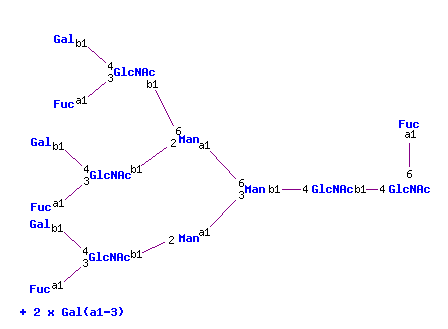 Gal b1
4 GlcNAc
3 b1
Fuc a1
Fuc
a1
Gal b1
6
2 Man a1
4
3 GlcNAc b1
6
6
3 Man b1 4 GlcNAc b1 4 GlcNAc
Fuc a1
Gal b1
2 Man a1
4
3 GlcNAc b1
Fuc a1
+ 2 x Gal(a1-3)